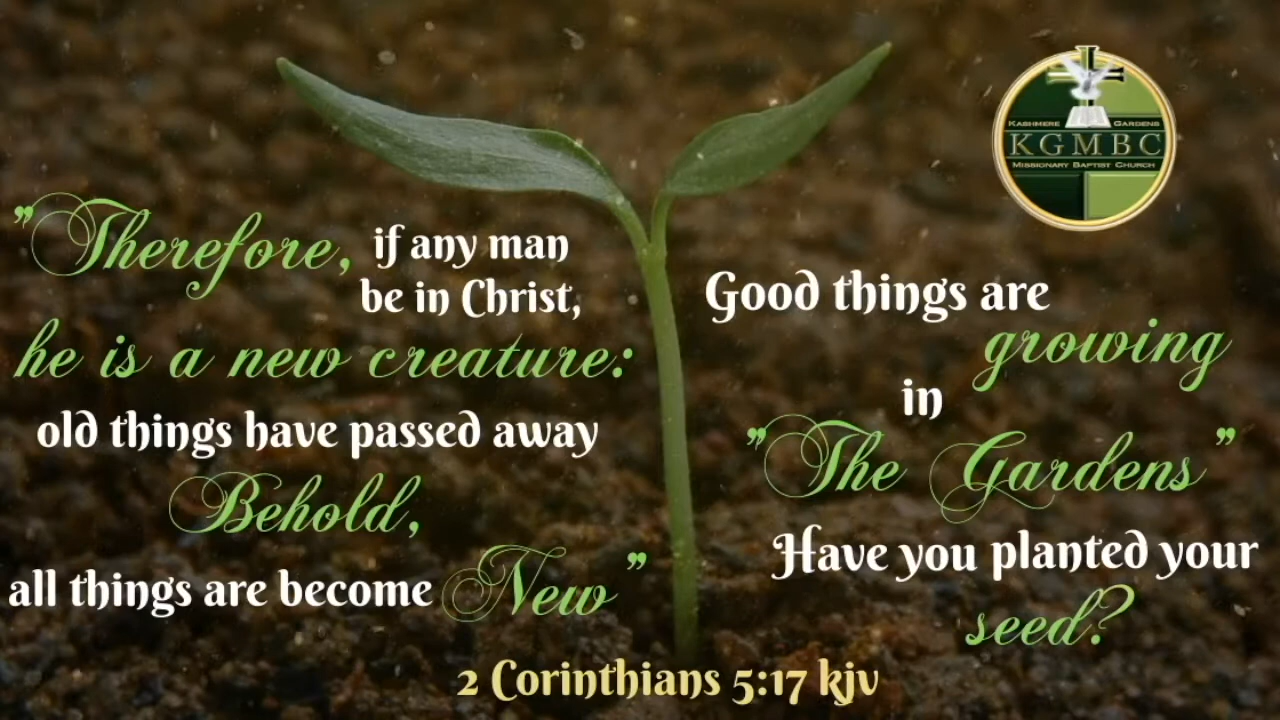 "Therefore, if any man
be in Christ,
he is a new creature:
old things have passed away
Behold,
all things are become New"
Good things are
growing
in
"The Gardens"
Have you planted your
seed?
2 Corinthians 5:17 kjv
KASHMERE GARDENS
KGMBC
MISSIONARY BAPTIST CHURCH